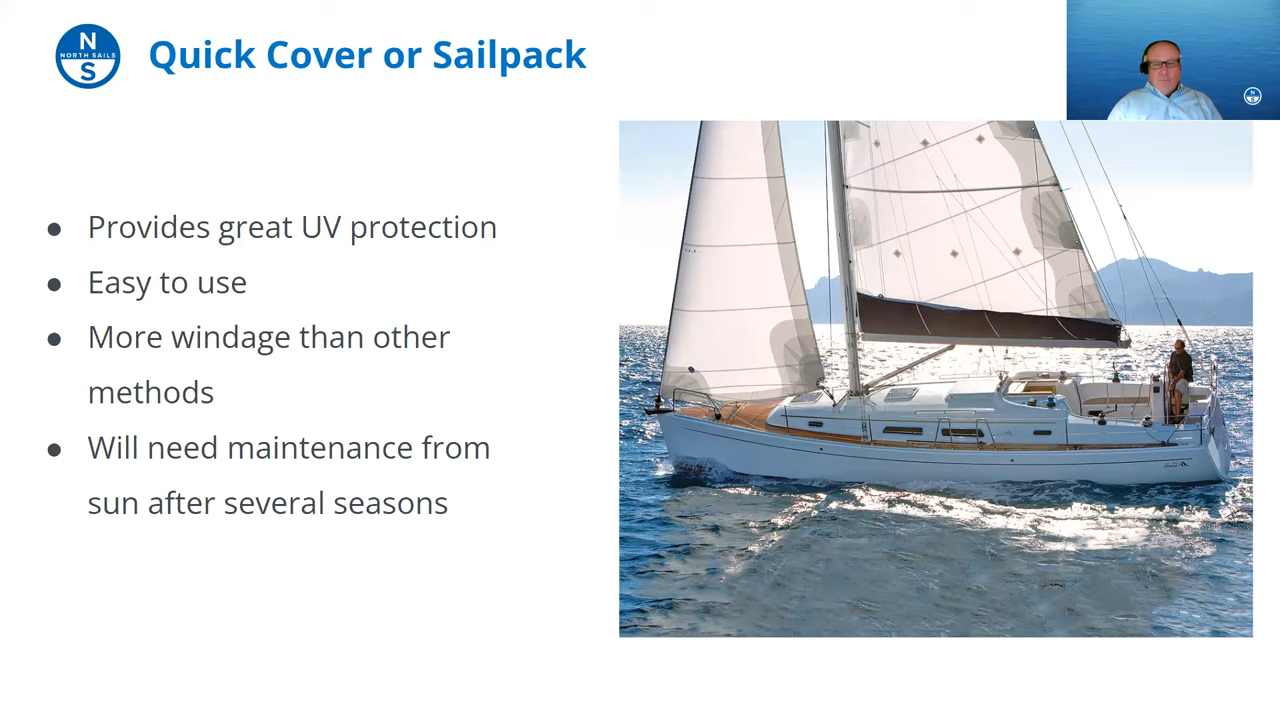 N
NORTH SAILS
S
Quick Cover or Sailpack
● Provides great UV protection
● Easy to use
● More windage than other
methods
● Will need maintenance from
sun after several seasons
N
S